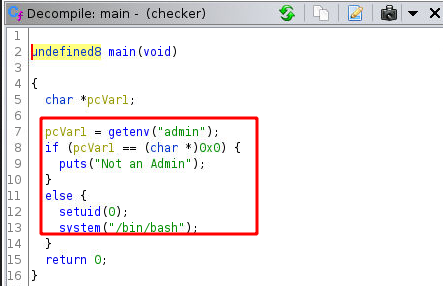 Decompile: main - (checker)
1
2 undefined8 main(void)
3
4 {
5 char *pcVar1;
6
7 pcVar1 = getenv("admin");
8 if (pcVar1 == (char *)0x0) {
9 puts("Not an Admin");
10 }
11 else {
12 setuid(0);
13 system("/bin/bash");
14 }
15 return 0;
16 }